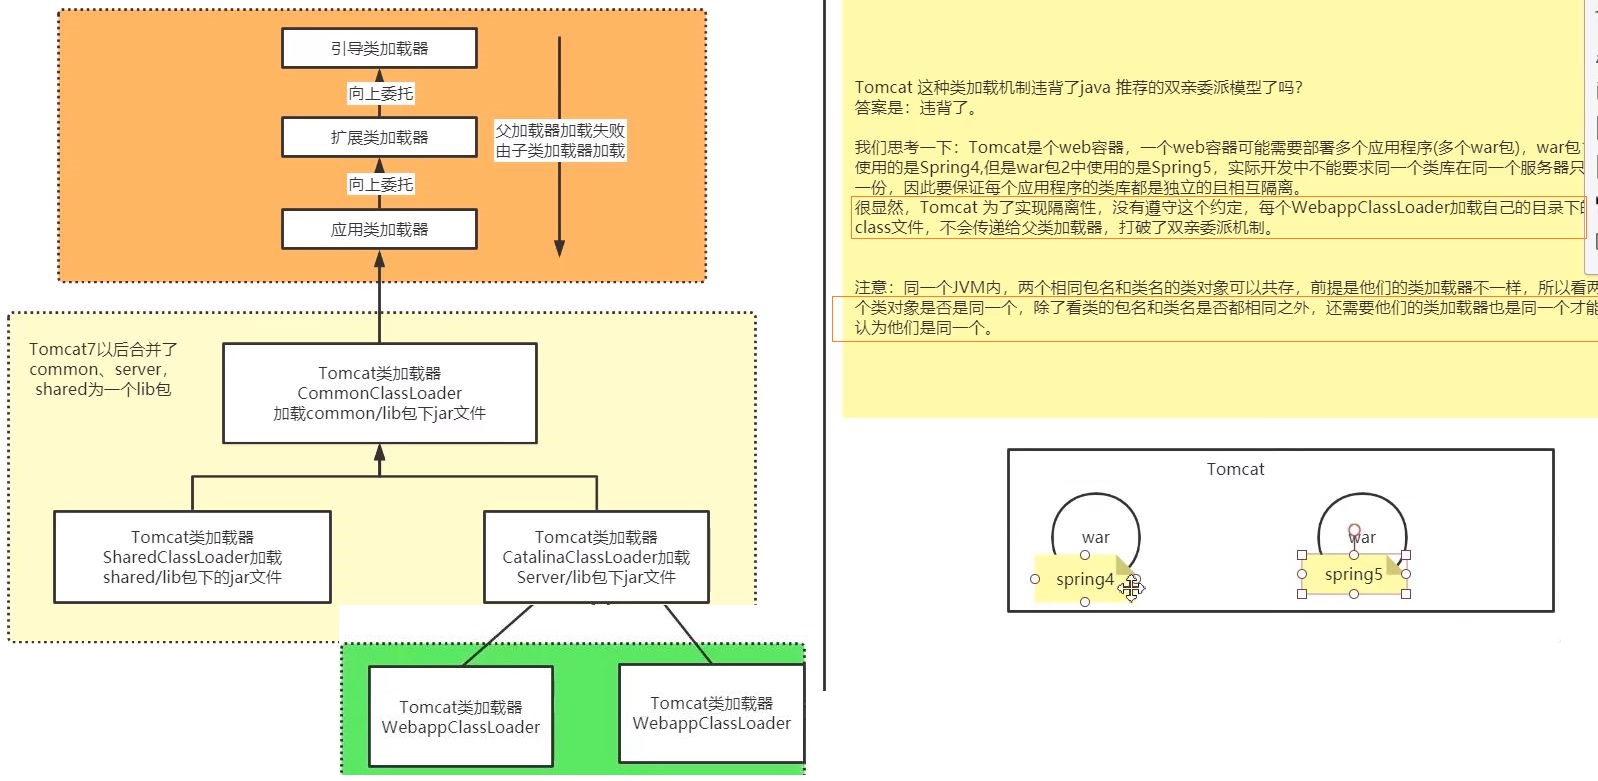 引导类加载器
向上委托
扩展类加载器
向上委托
应用类加载器
父加载器加载失败
由子类加载器加载
Tomcat7以后合并了
common、server，
shared为一个lib包
Tomcat类加载器
CommonClassLoader
加载common/lib包下jar文件
Tomcat类加载器
SharedClassLoader加载
shared/lib包下的jar文件
Tomcat类加载器
CatalinaClassLoader加载
Server/lib包下jar文件
Tomcat类加载器
WebappClassLoader
Tomcat类加载器
WebappClassLoader
Tomcat 这种类加载机制违背了java 推荐的双亲委派模型了吗？
答案是：违背了。
我们思考一下：Tomcat是个web容器，一个web容器可能需要部署多个应用程序(多个war包)，war包
使用的是Spring4,但是war包2中使用的是Spring5，实际开发中不能要求同一个类库在同一个服务器只
一份，因此要保证每个应用程序的类库都是独立的且相互隔离。
很显然，Tomcat 为了实现隔离性，没有遵守这个约定，每个WebappClassLoader加载自己的目录下
class文件，不会传递给父类加载器，打破了双亲委派机制。
注意：同一个JVM内，两个相同包名和类名的类对象可以共存，前提是他们的类加载器不一样，所以看两
个类对象是否是同一个，除了看类的包名和类名是否都相同之外，还需要他们的类加载器也是同一个才能
认为他们是同一个。
Tomcat
war
spring4
war
spring5